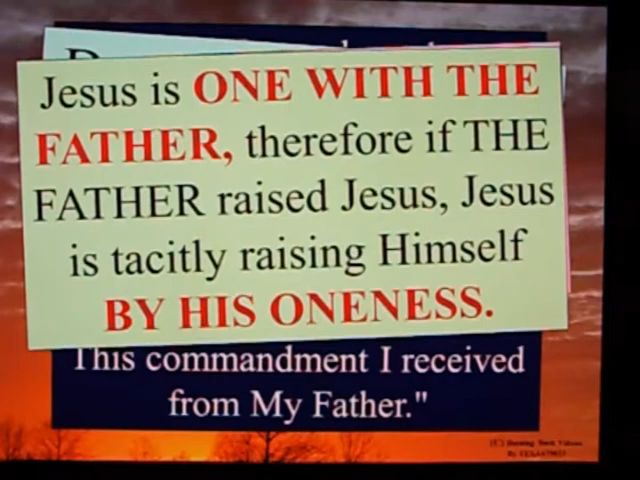 Jesus is ONE WITH THE
FATHER, therefore if THE
FATHER raised Jesus, Jesus
is tacitly raising Himself
BY HIS ONENESS.
This commandment I received
from My Father."